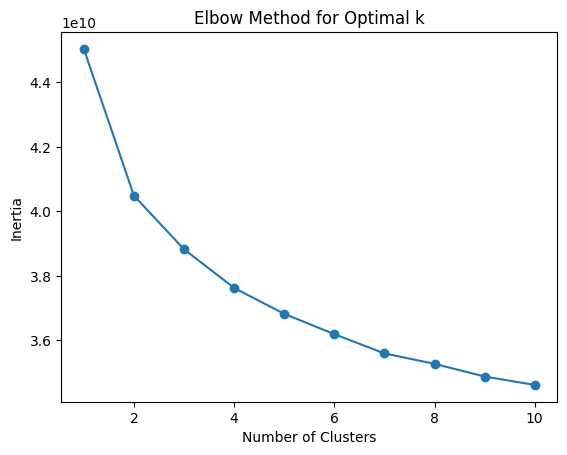 Elbow Method for Optimal k
1e10
4.4
4.2
4.0
3.8
3.6
Inertia
2 4 6 8 10
Number of Clusters